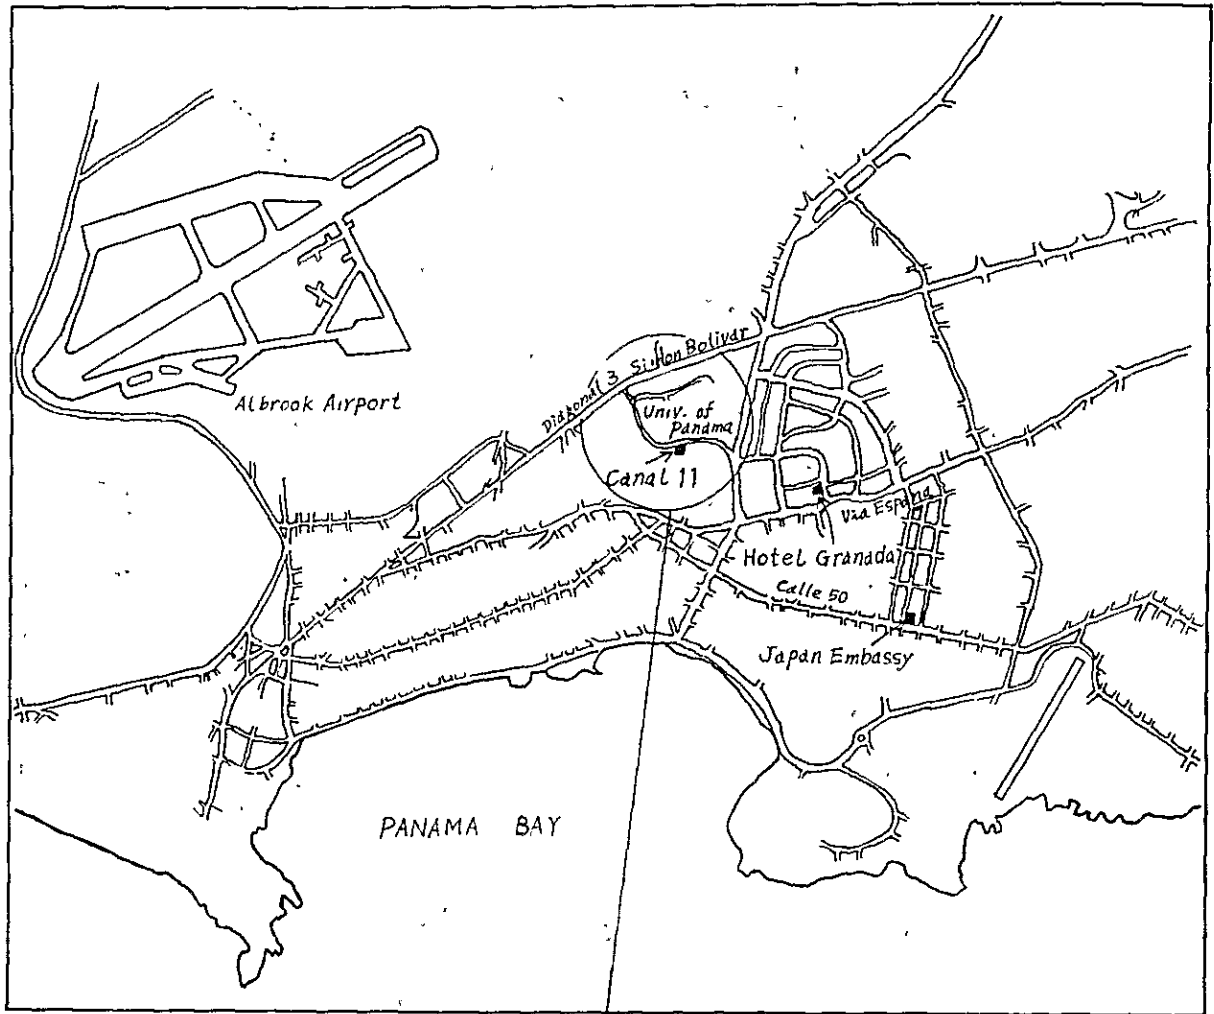 Albrook Airport
Diagonal 3 Simon Bolivar
Univ. of
Panama
Canal 11
Via España
Hotel Granada
Calle 50
Japan Embassy
PANAMA BAY